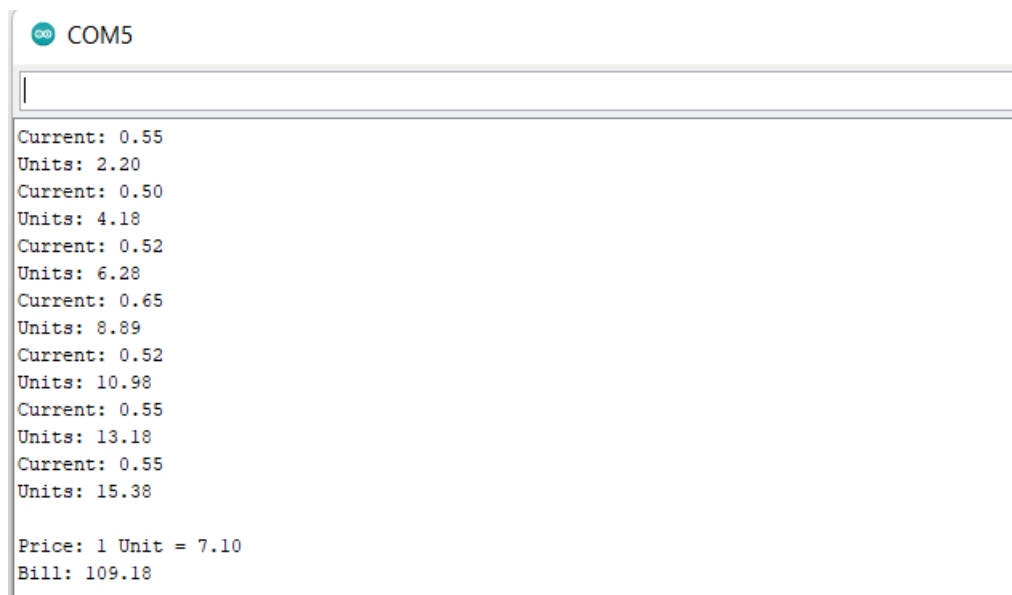 COM5
Current: 0.55
Units: 2.20
Current: 0.50
Units: 4.18
Current: 0.52
Units: 6.28
Current: 0.65
Units: 8.89
Current: 0.52
Units: 10.98
Current: 0.55
Units: 13.18
Current: 0.55
Units: 15.38
Price: 1 Unit = 7.10
Bill: 109.18